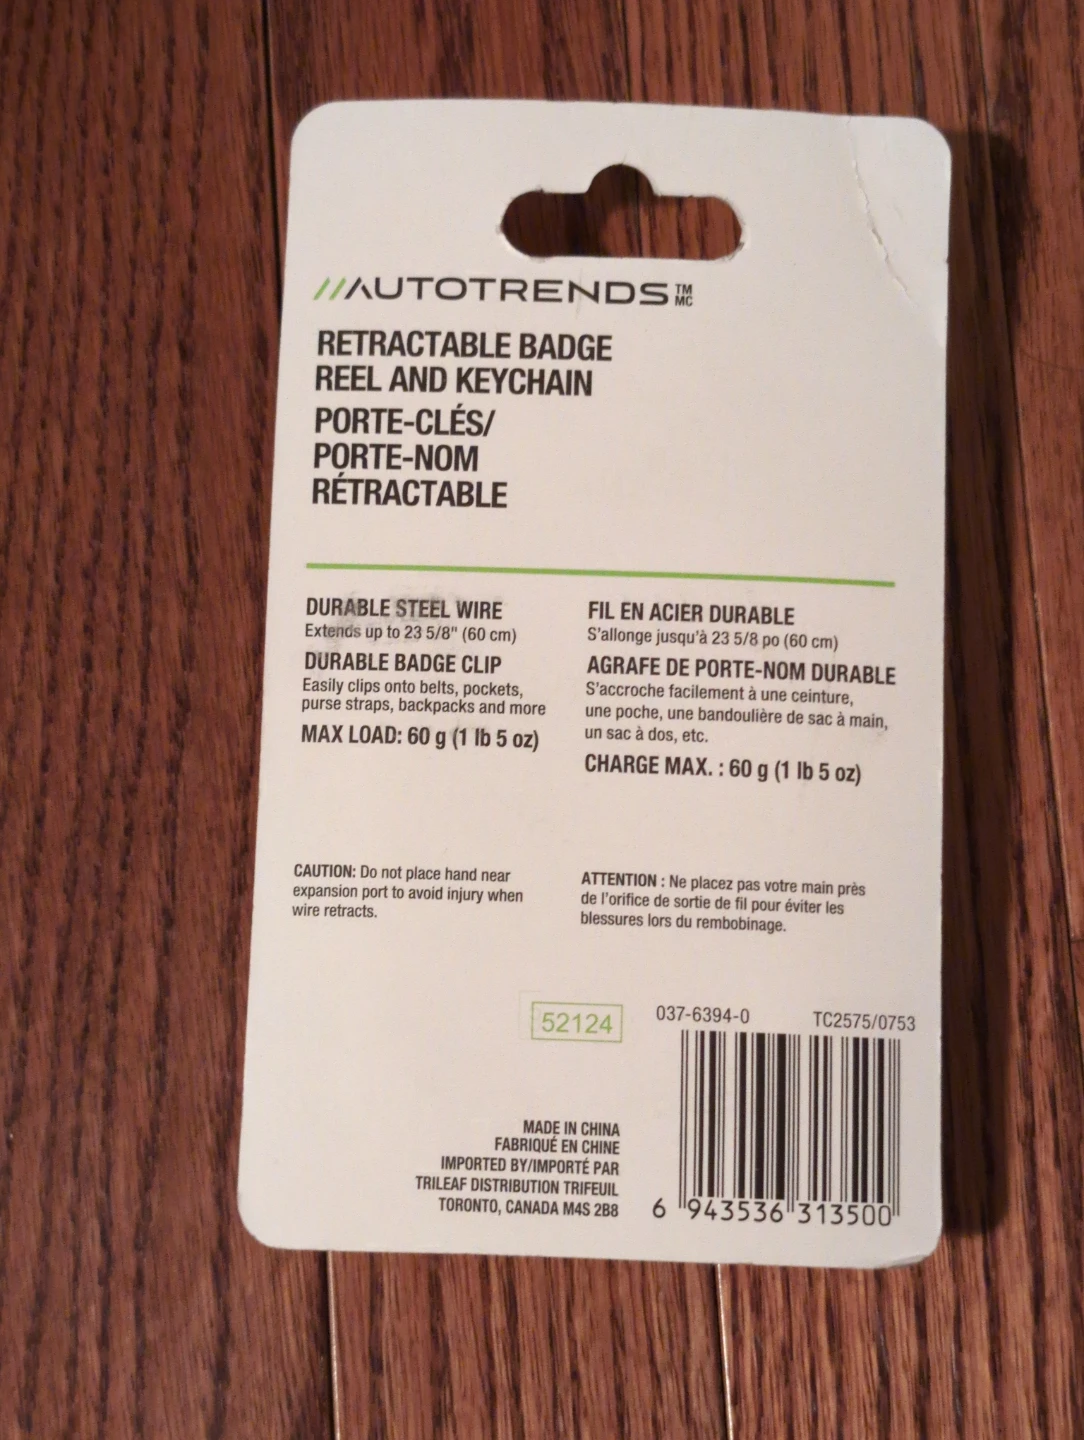 //AUTOTRENDS TM MC
RETRACTABLE BADGE
REEL AND KEYCHAIN
PORTE-CLÉS/
PORTE-NOM
RÉTRACTABLE
DURABLE STEEL WIRE
Extends up to 23 5/8" (60 cm)
DURABLE BADGE CLIP
Easily clips onto belts, pockets,
purse straps, backpacks and more
MAX LOAD: 60 g (1 lb 5 oz)
FIL EN ACIER DURABLE
S'allonge jusqu'à 23 5/8 po (60 cm)
AGRAFE DE PORTE-NOM DURABLE
S'accroche facilement à une ceinture,
une poche, une bandoulière de sac à main,
un sac à dos, etc.
CHARGE MAX. : 60 g (1 lb 5 oz)
CAUTION: Do not place hand near
expansion port to avoid injury when
wire retracts.
ATTENTION : Ne placez pas votre main près
de l'orifice de sortie de fil pour éviter les
blessures lors du rembobinage.
52124
037-6394-0 TC2575/0753
MADE IN CHINA
FABRIQUÉ EN CHINE
IMPORTED BY/IMPORTÉ PAR
TRILEAF DISTRIBUTION TRIFEUIL
TORONTO, CANADA M4S 2B8
6 943536 313500